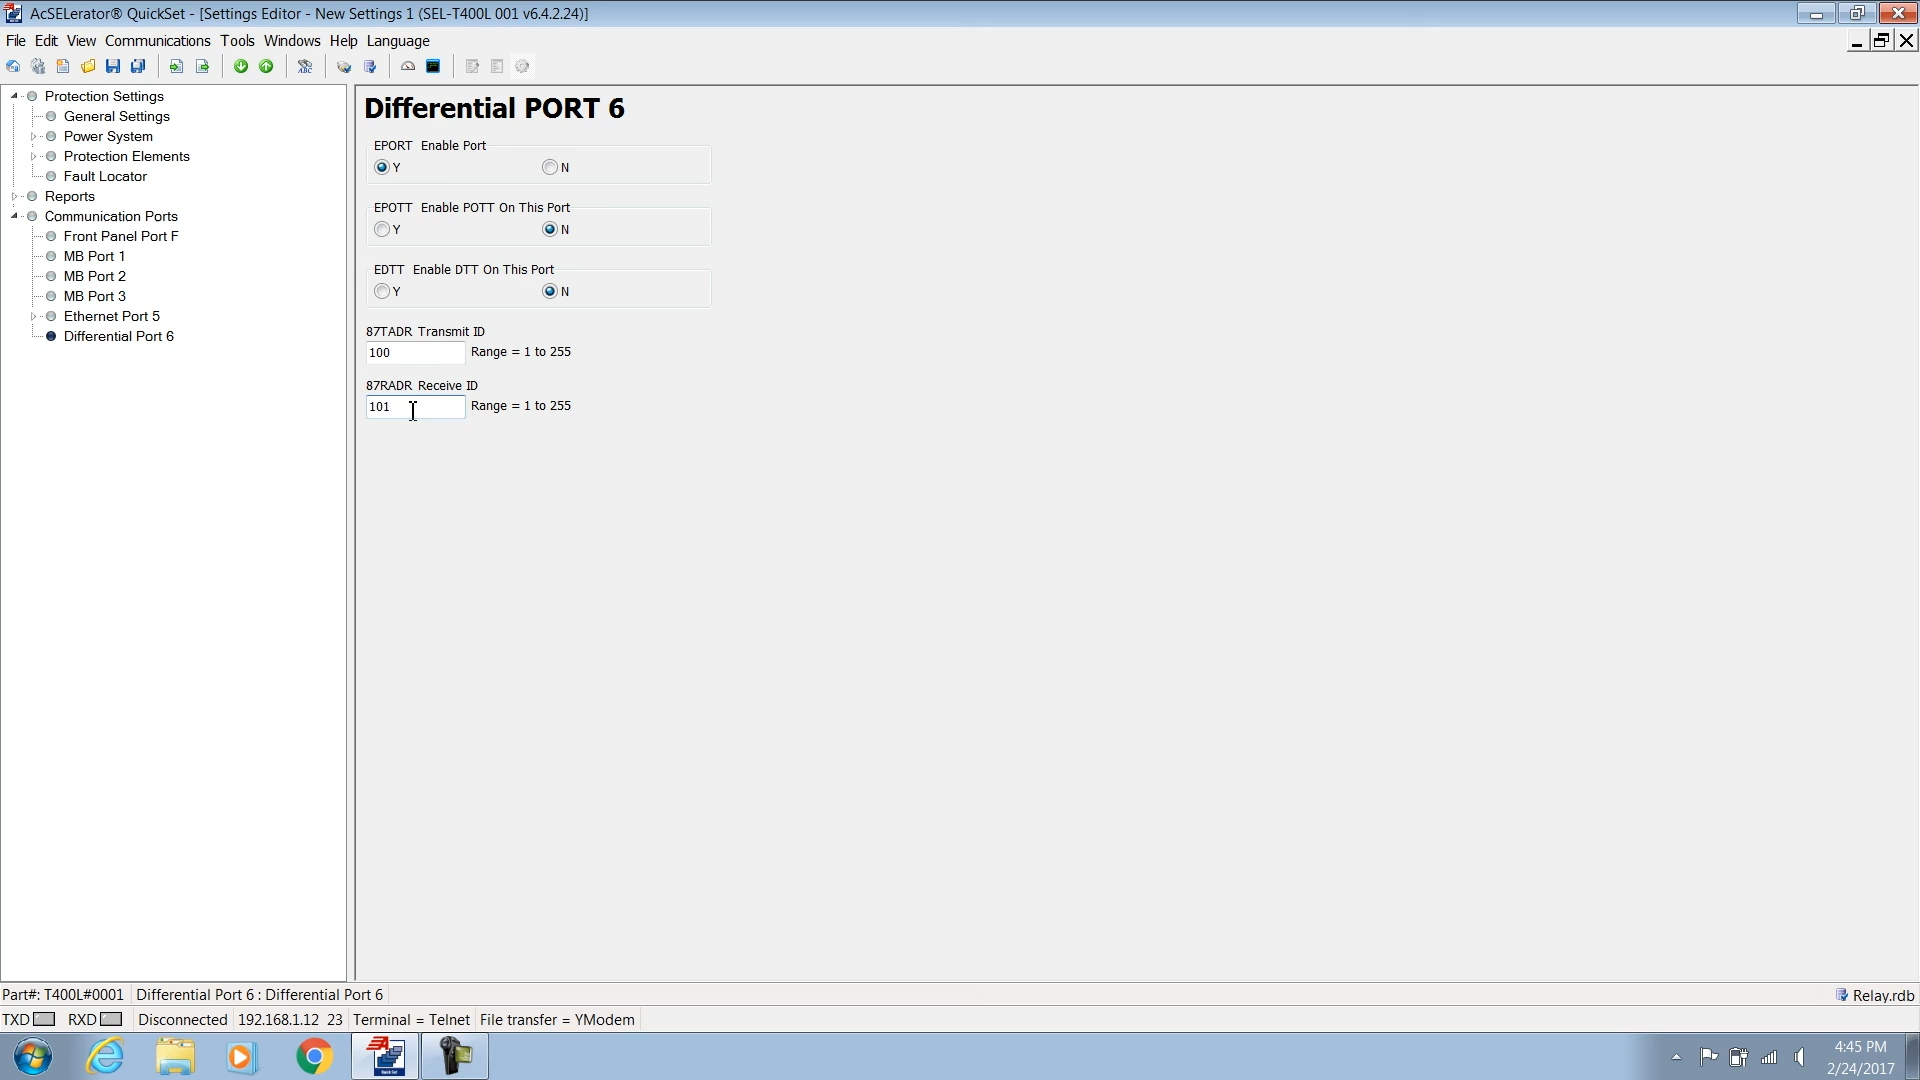 AcSELerator® QuickSet - [Settings Editor - New Settings 1 (SEL-T400L 001 v6.4.2.24)]
File Edit View Communications Tools Windows Help Language
Protection Settings
General Settings
Power System
Protection Elements
Fault Locator
Reports
Communication Ports
Front Panel Port F
MB Port 1
MB Port 2
MB Port 3
Ethernet Port 5
Differential Port 6
Differential PORT 6
EPORT Enable Port
Y N
EPOTT Enable POTT On This Port
Y N
EDTT Enable DTT On This Port
Y N
87TADR Transmit ID
100 Range = 1 to 255
87RADR Receive ID
101 Range = 1 to 255
Part#: T400L#0001 Differential Port 6 : Differential Port 6 Relay.rdb
TXD RXD Disconnected 192.168.1.12 23 Terminal = Telnet File transfer = YModem
4:45 PM
2/24/2017